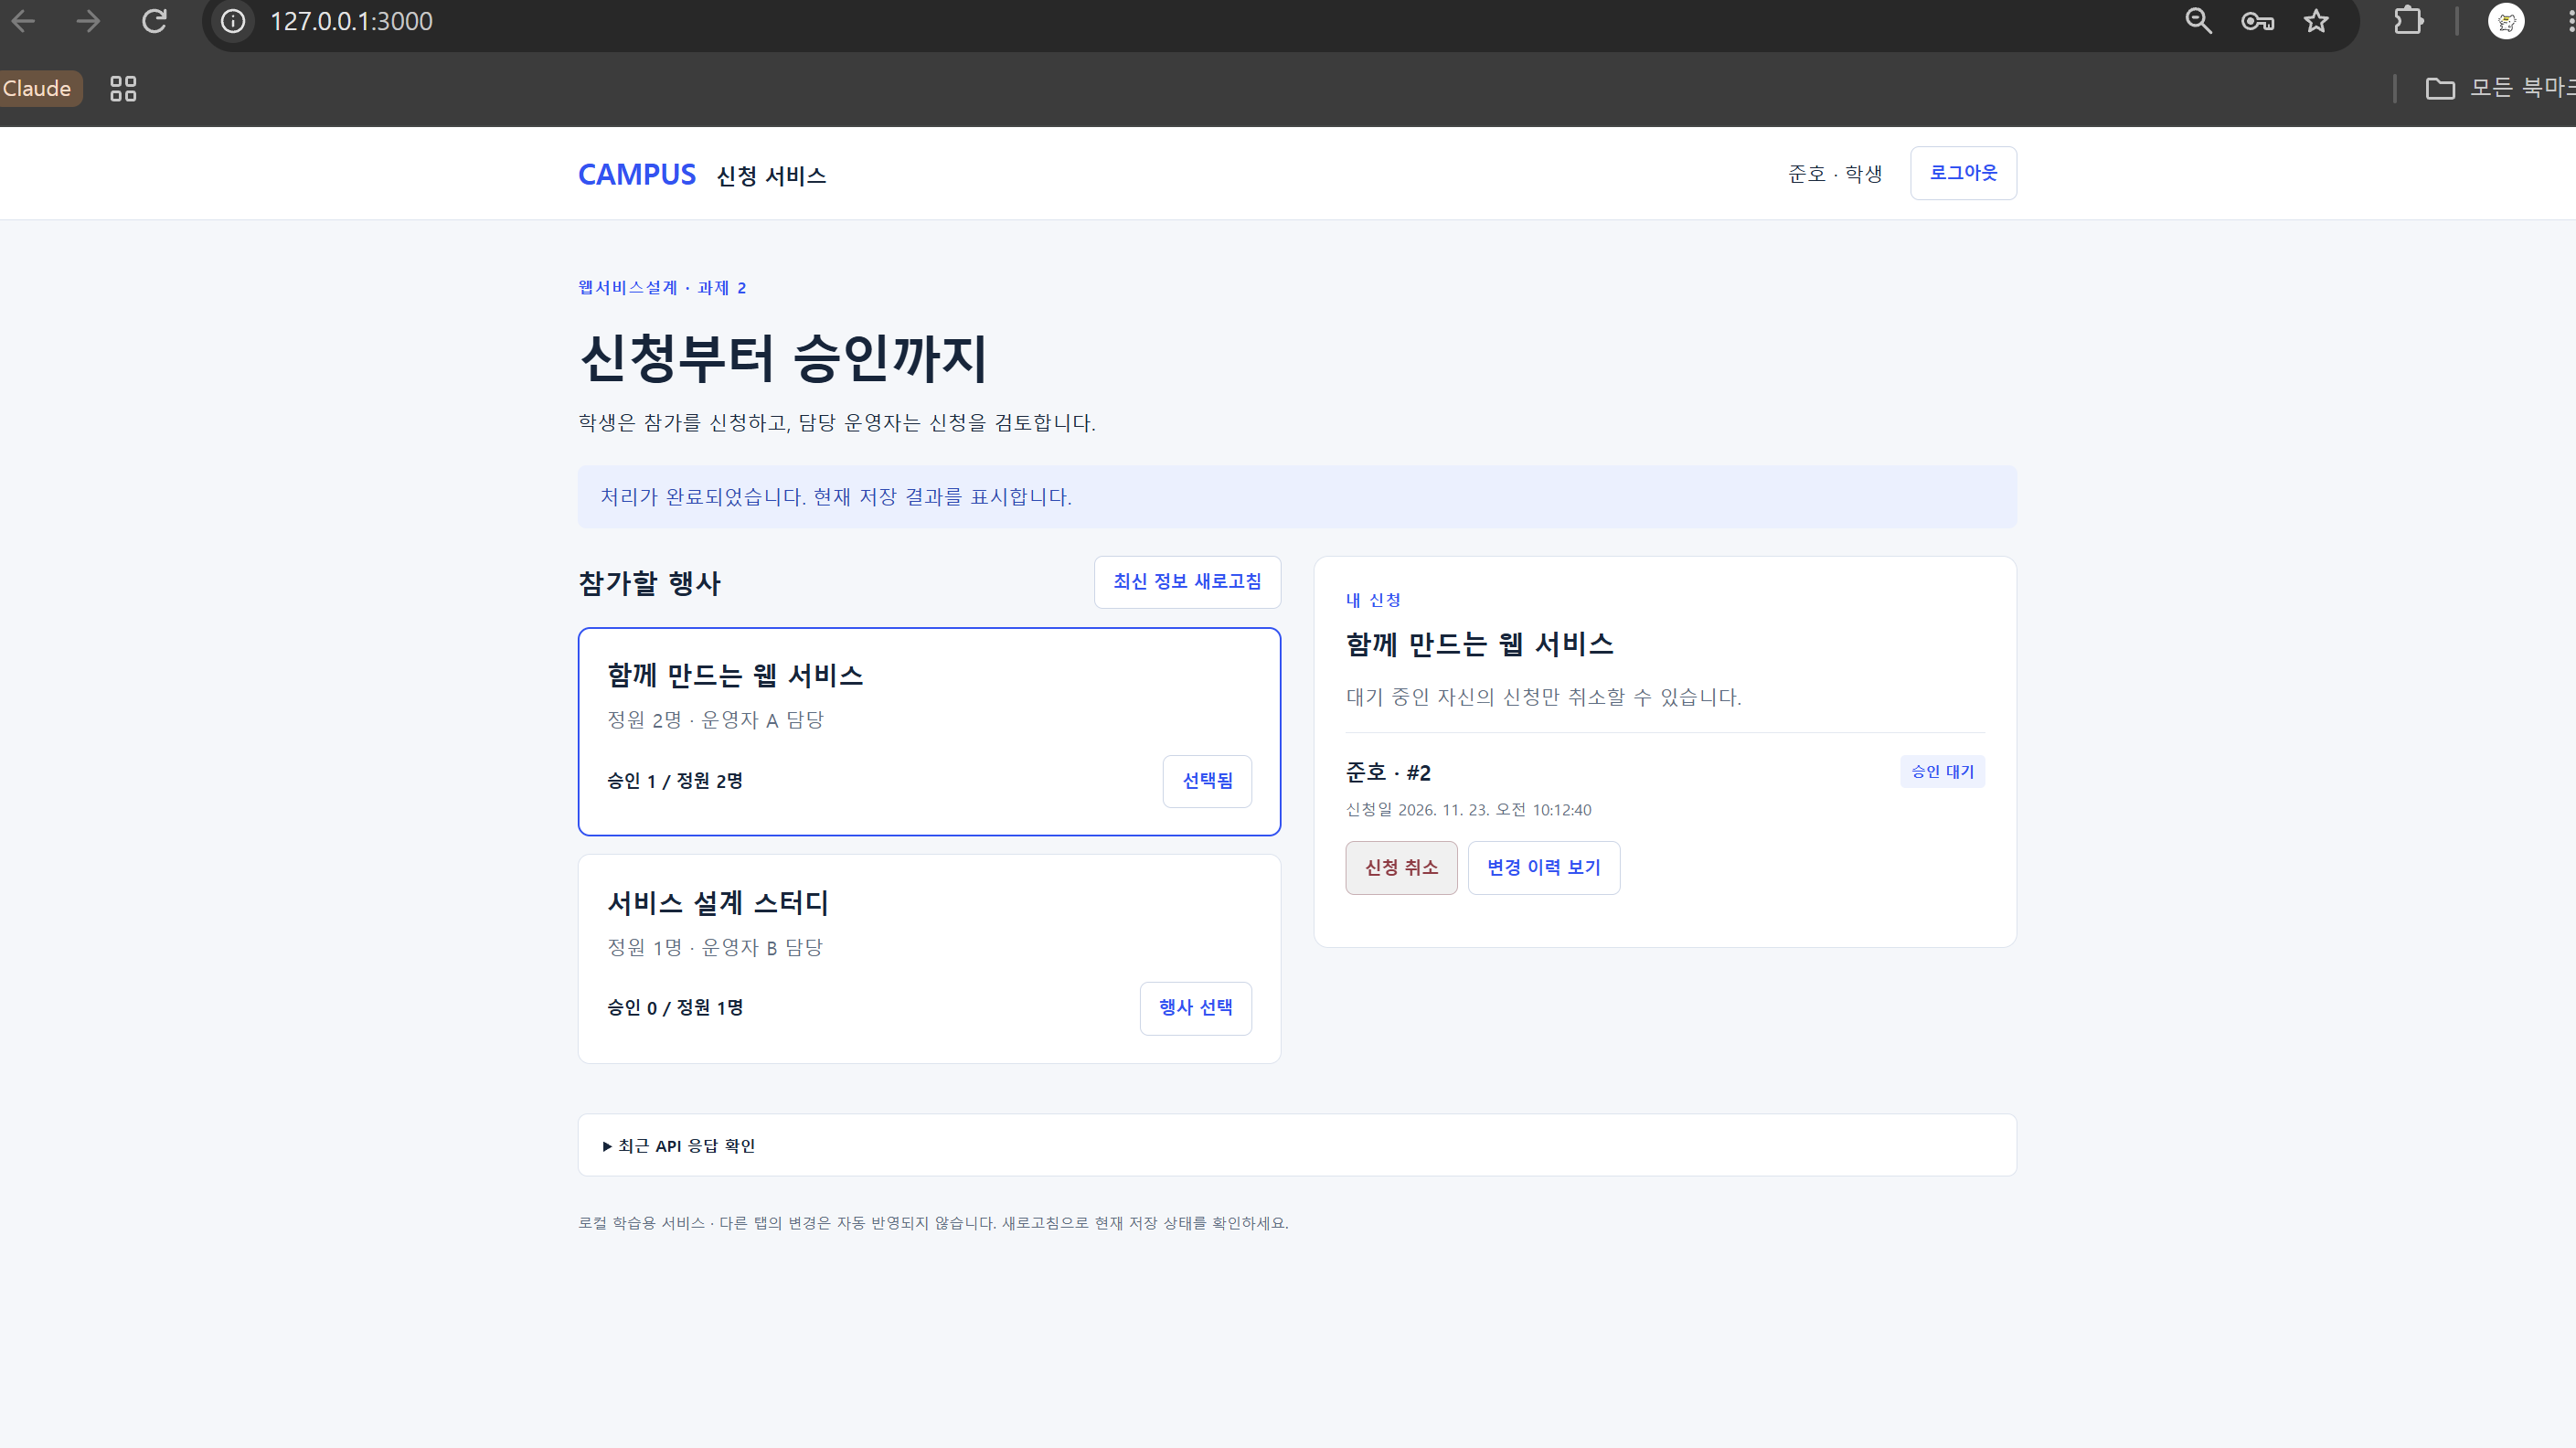 127.0.0.1:3000
Claude
모든 북마크
CAMPUS 신청 서비스
준호 · 학생
로그아웃
웹서비스설계 · 과제 2
신청부터 승인까지
학생은 참가를 신청하고, 담당 운영자는 신청을 검토합니다.
처리가 완료되었습니다. 현재 저장 결과를 표시합니다.
참가할 행사
최신 정보 새로고침
함께 만드는 웹 서비스
정원 2명 · 운영자 A 담당
승인 1 / 정원 2명
선택됨
서비스 설계 스터디
정원 1명 · 운영자 B 담당
승인 0 / 정원 1명
행사 선택
내 신청
함께 만드는 웹 서비스
대기 중인 자신의 신청만 취소할 수 있습니다.
준호 · #2
승인 대기
신청일 2026. 11. 23. 오전 10:12:40
신청 취소
변경 이력 보기
▶ 최근 API 응답 확인
로컬 학습용 서비스 · 다른 탭의 변경은 자동 반영되지 않습니다. 새로고침으로 현재 저장 상태를 확인하세요.